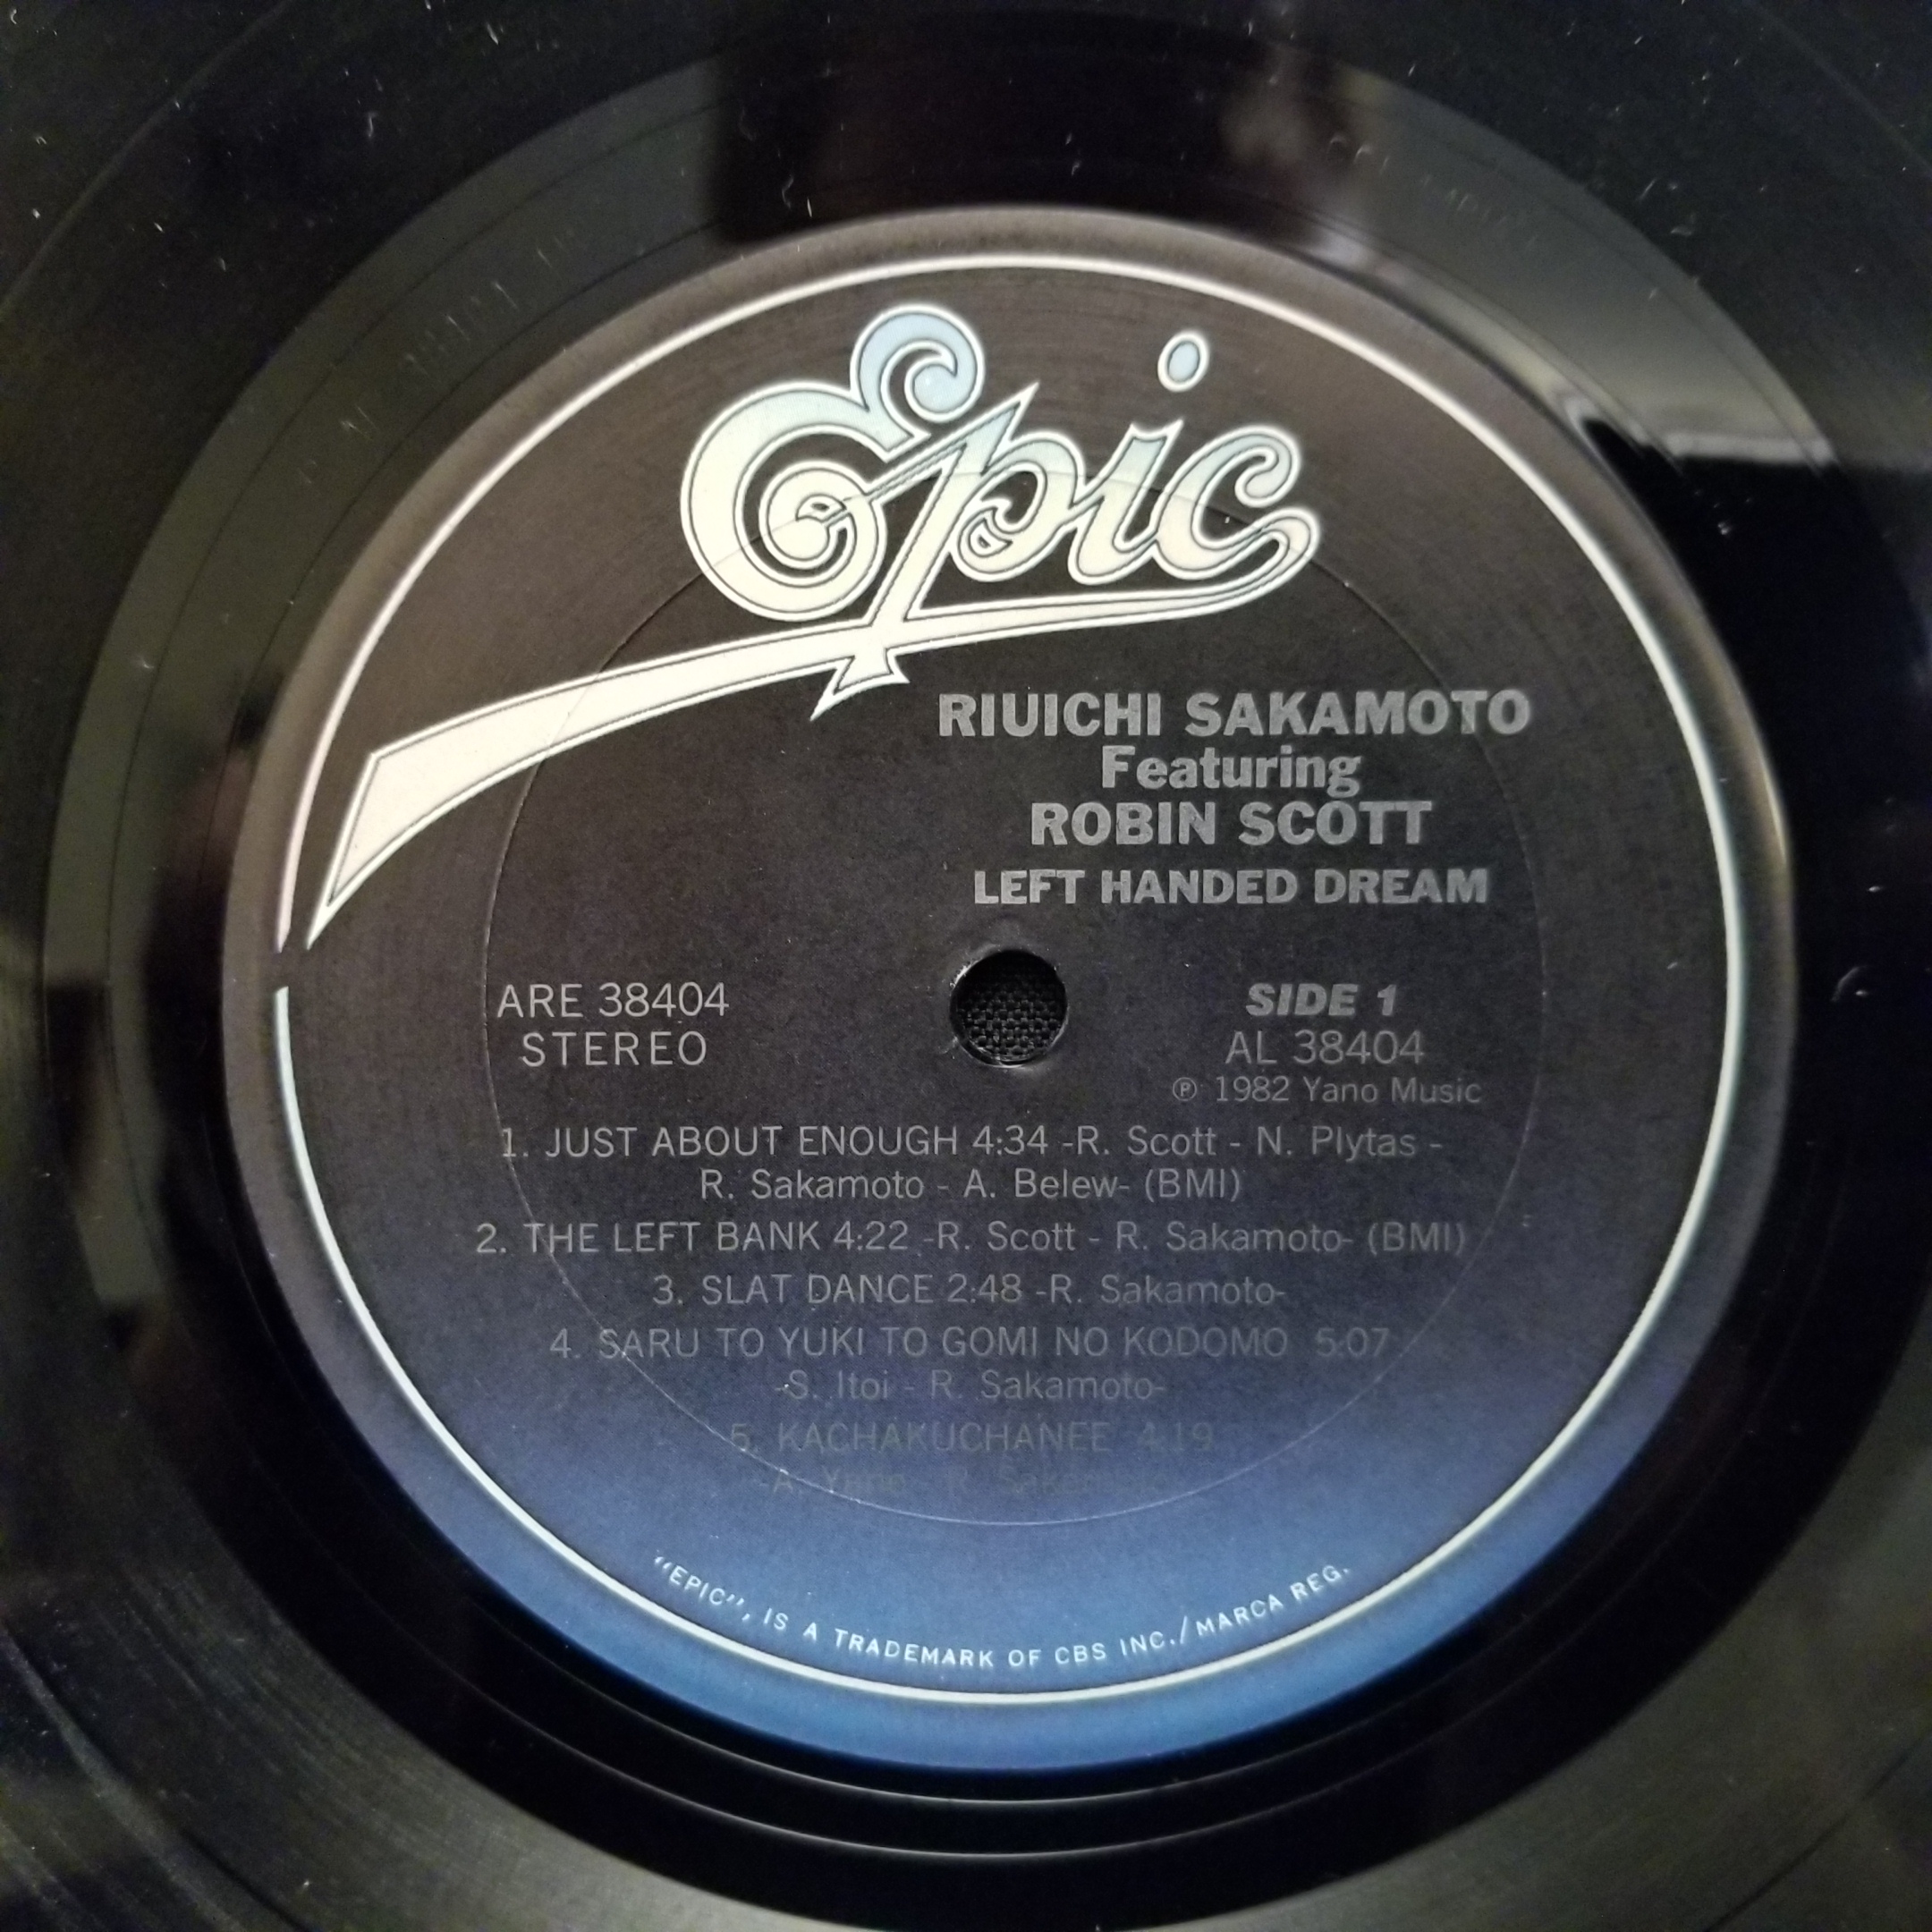 Epic
RIUICHI SAKAMOTO
Featuring
ROBIN SCOTT
LEFT HANDED DREAM
ARE 38404
STEREO
SIDE 1
AL 38404
℗ 1982 Yano Music
1. JUST ABOUT ENOUGH 4:34 -R. Scott - N. Plytas -
R. Sakamoto - A. Belew- (BMI)
2. THE LEFT BANK 4:22 -R. Scott - R. Sakamoto- (BMI)
3. SLAT DANCE 2:48 -R. Sakamoto-
4. SARU TO YUKI TO GOMI NO KODOMO 5:07
-S. Itoi - R. Sakamoto-
5. KACHAKUCHANEE 4:19
-A. Yano - R. Sakamoto-
"EPIC", IS A TRADEMARK OF CBS INC./MARCA REG.